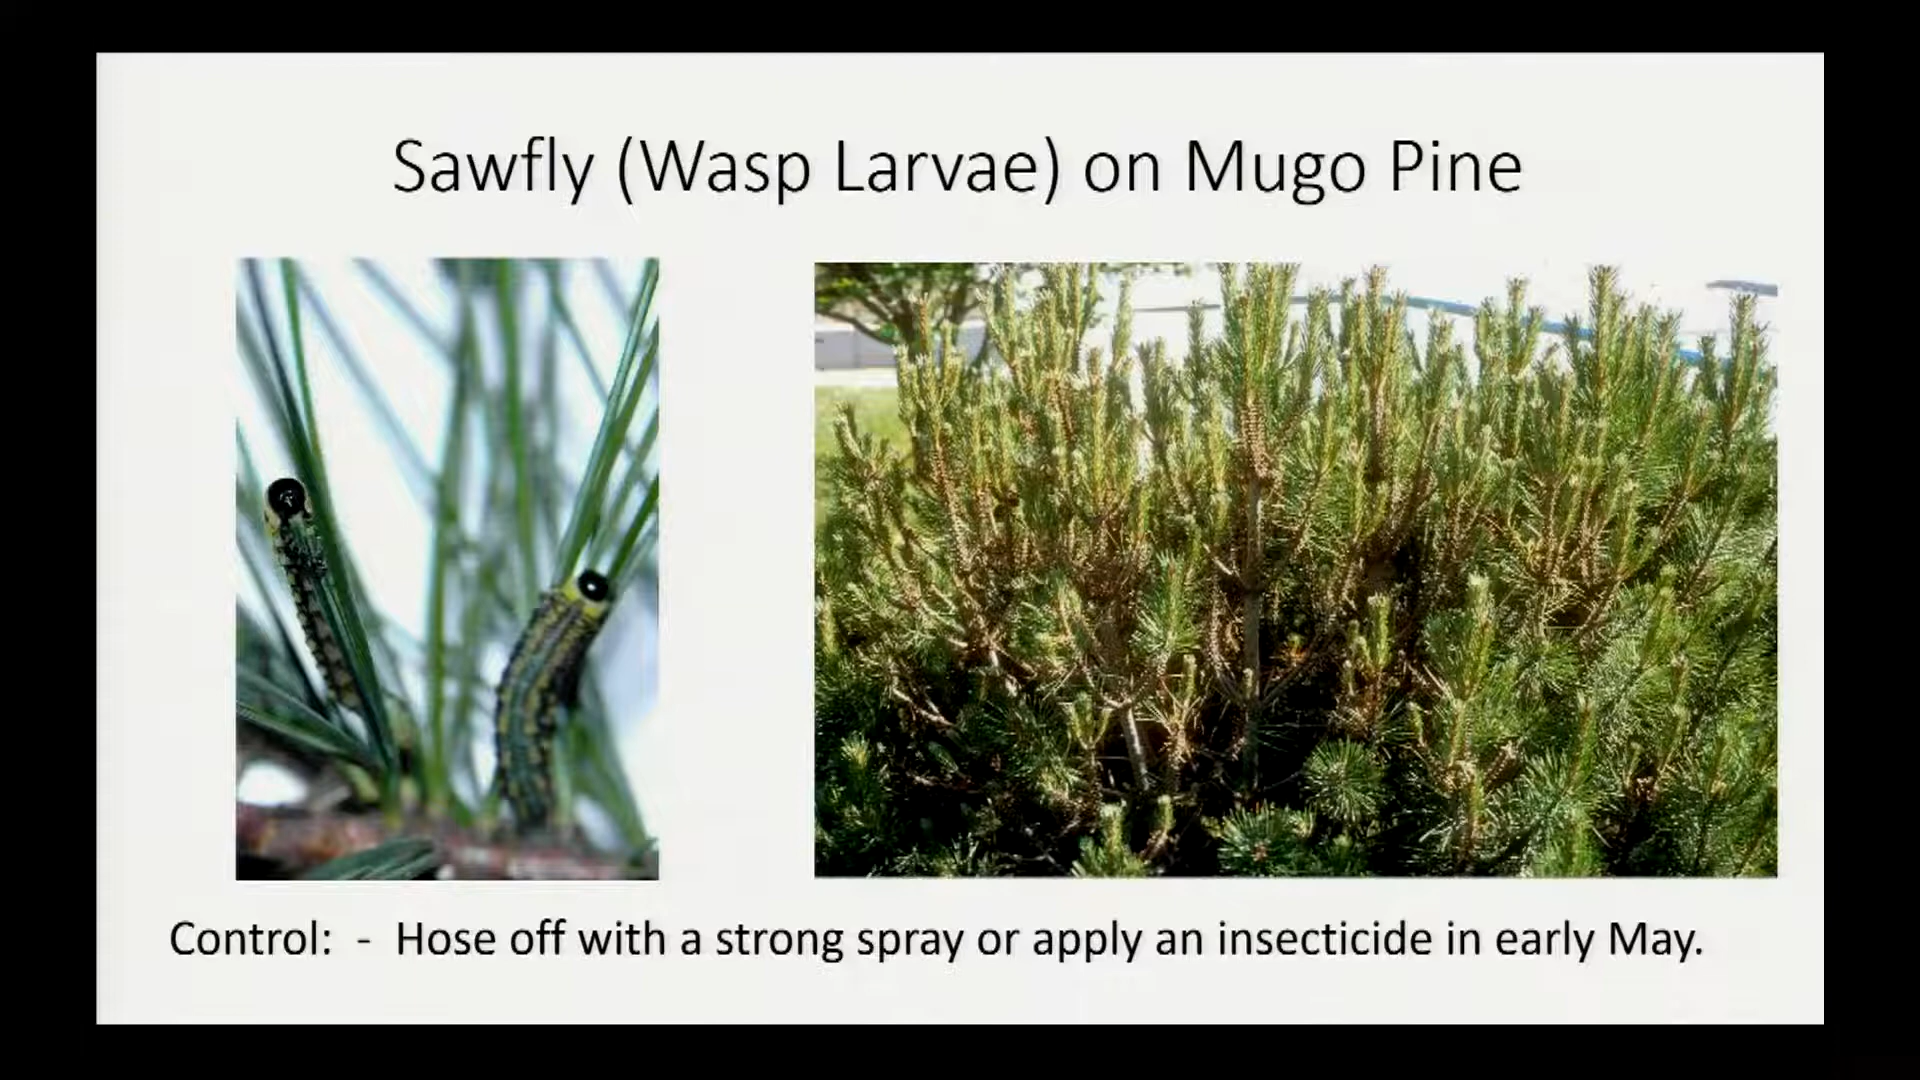 Sawfly (Wasp Larvae) on Mugo Pine
Control: - Hose off with a strong spray or apply an insecticide in early May.